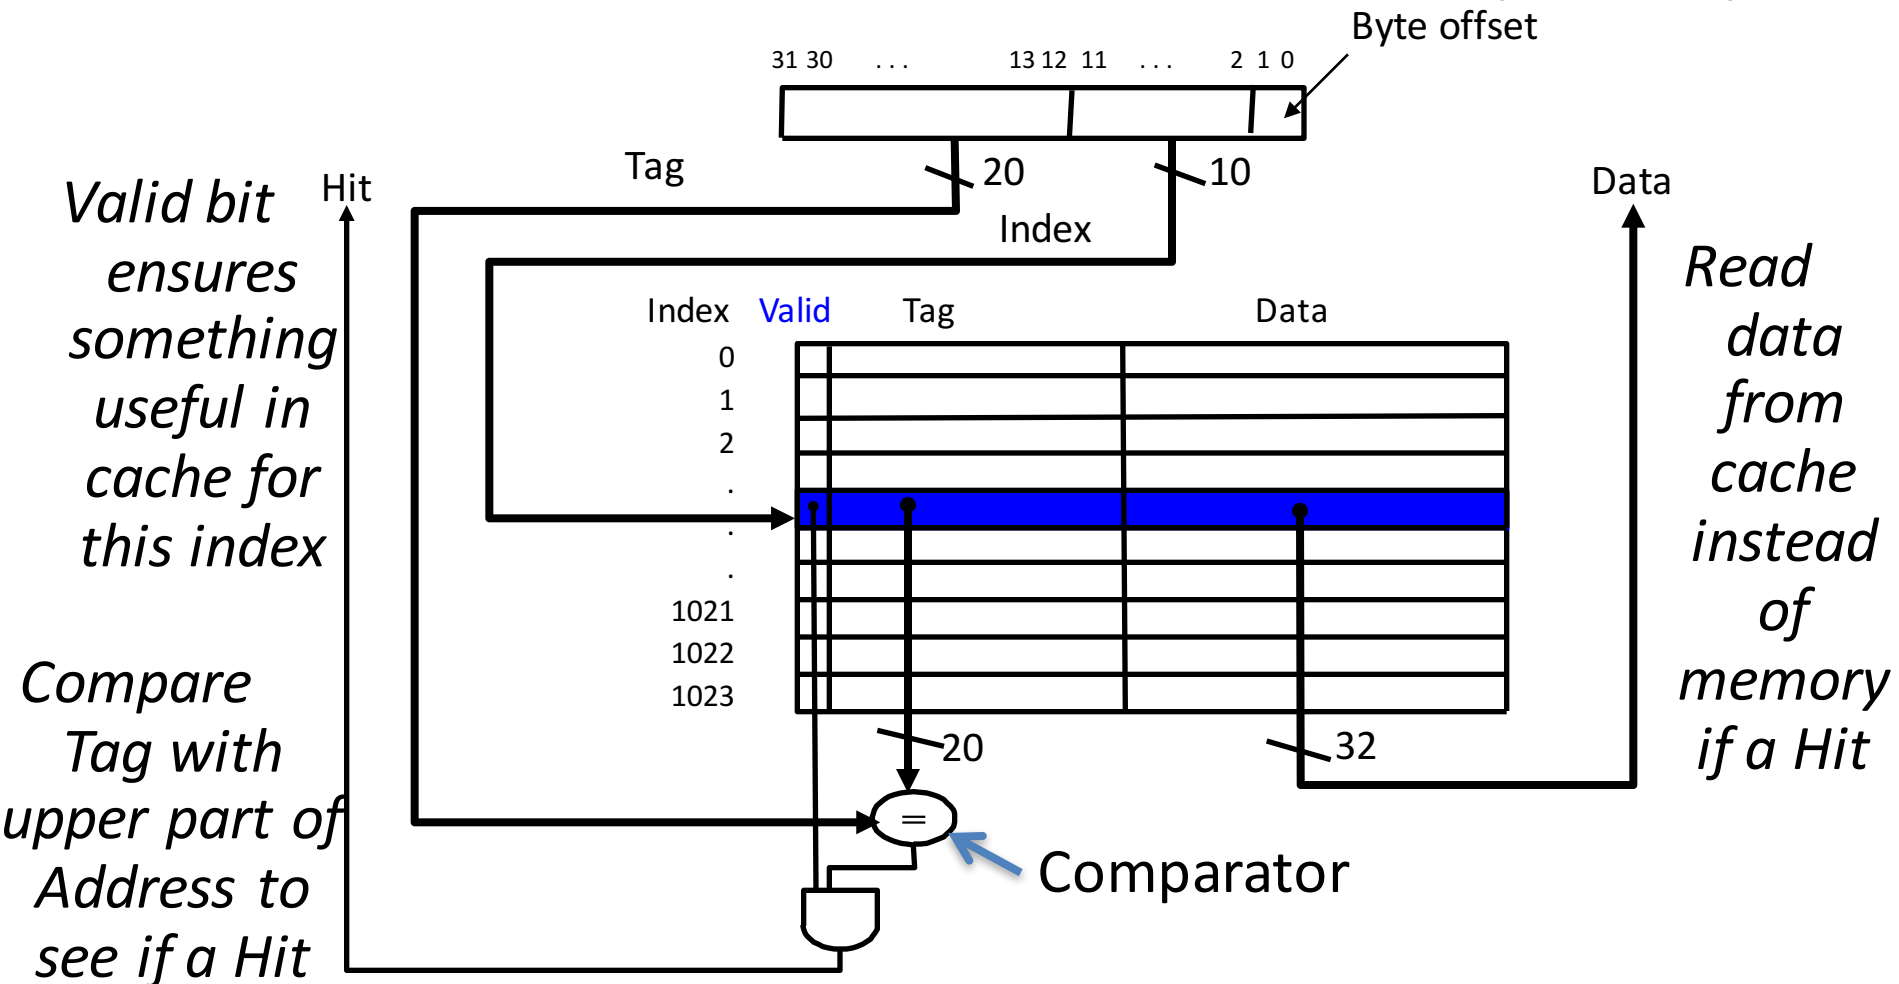 Byte offset
31 30 . . . 13 12 11 . . . 2 1 0
Tag
20
10
Hit
Data
Index
Valid bit
ensures
something
useful in
cache for
this index
Compare
Tag with
upper part of
Address to
see if a Hit
Index Valid Tag Data
0
1
2
.
.
.
1021
1022
1023
20
32
=
Comparator
Read
data
from
cache
instead
of
memory
if a Hit